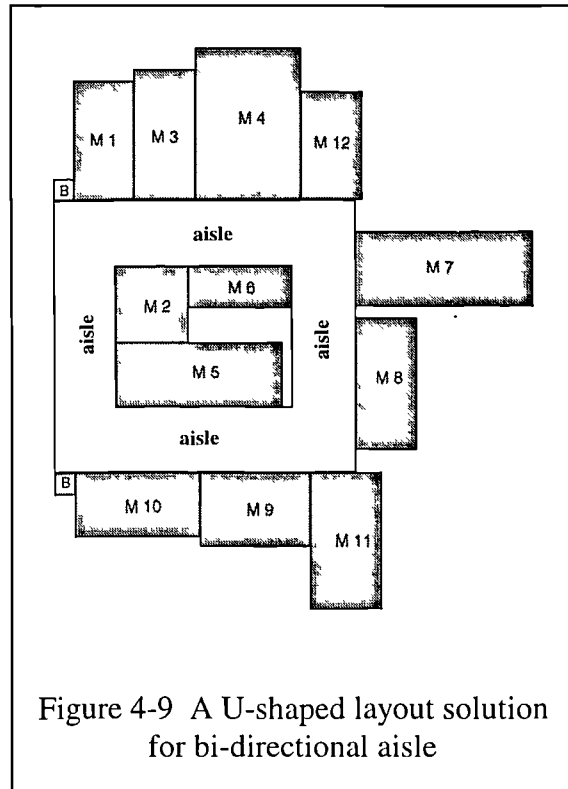 M 1
M 3
M 4
M 12
B
aisle
M 7
M 6
M 2
aisle
aisle
M 5
M 8
aisle
B
M 10
M 9
M 11
Figure 4-9 A U-shaped layout solution
for bi-directional aisle